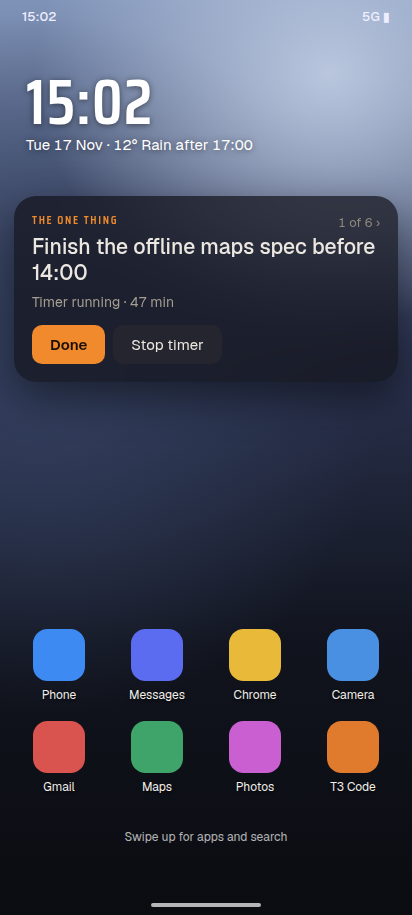 15:02
5G
15:02
Tue 17 Nov · 12° Rain after 17:00
THE ONE THING
1 of 6 ›
Finish the offline maps spec before
14:00
Timer running · 47 min
Done
Stop timer
Phone
Messages
Chrome
Camera
Gmail
Maps
Photos
T3 Code
Swipe up for apps and search